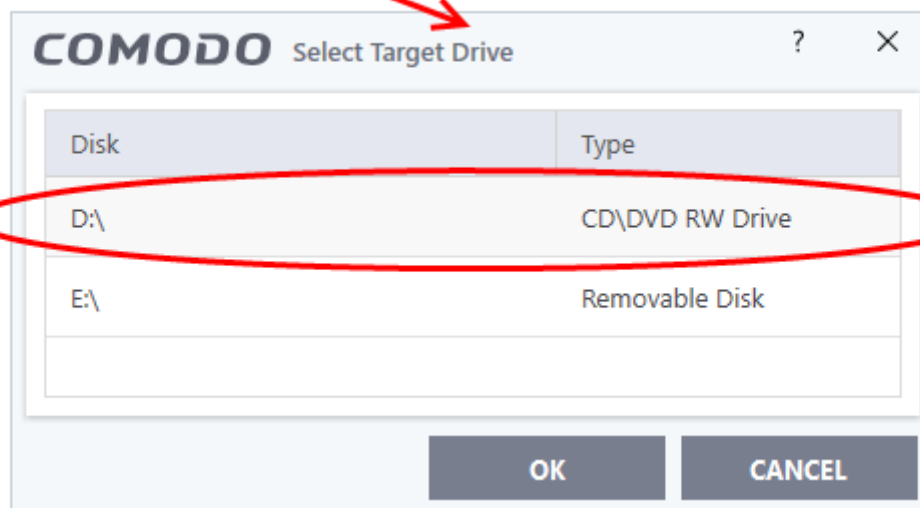 COMODO Select Target Drive ? ×
Disk Type
D:\ CD\DVD RW Drive
E:\ Removable Disk
OK CANCEL